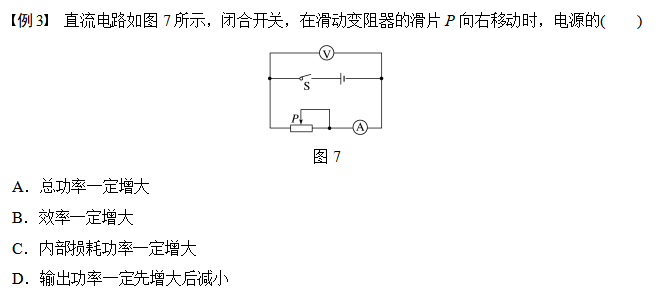 【例3】 直流电路如图7所示，闭合开关，在滑动变阻器的滑片P向右移动时，电源的(　　)
V
S
P
A
图7
A．总功率一定增大
B．效率一定增大
C．内部损耗功率一定增大
D．输出功率一定先增大后减小